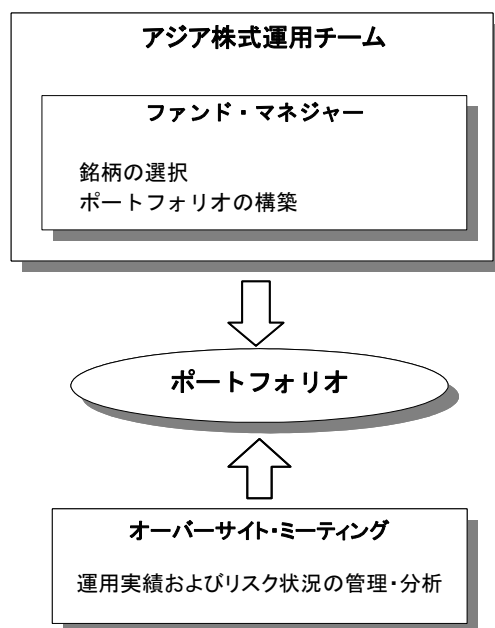 アジア株式運用チーム
ファンド・マネジャー
銘柄の選択
ポートフォリオの構築
ポートフォリオ
オーバーサイト・ミーティング
運用実績およびリスク状況の管理・分析